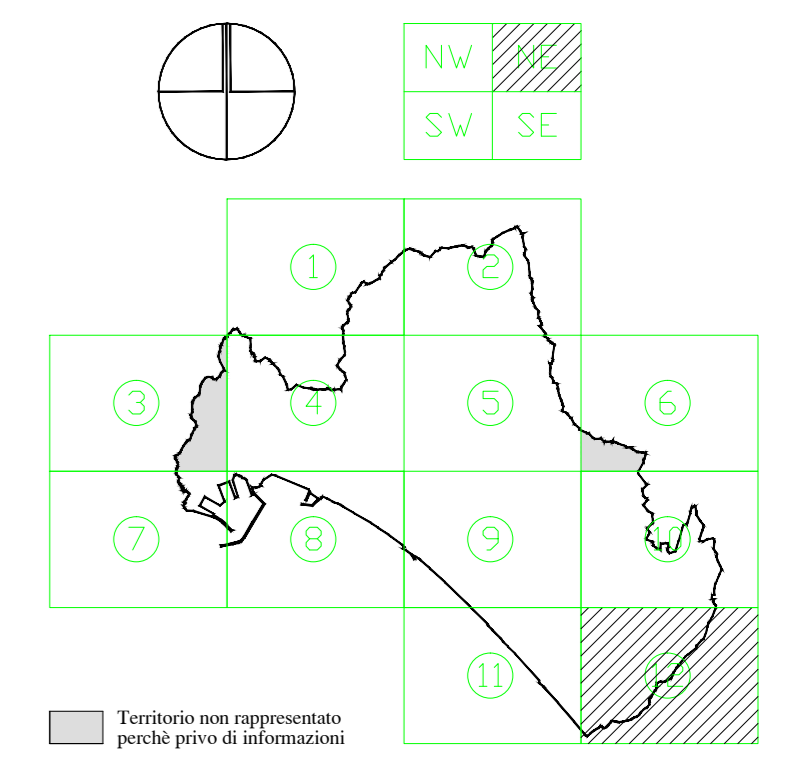 NW NE
SW SE
1 2
3 4 5 6
7 8 9 10
11 12
Territorio non rappresentato
perchè privo di informazioni